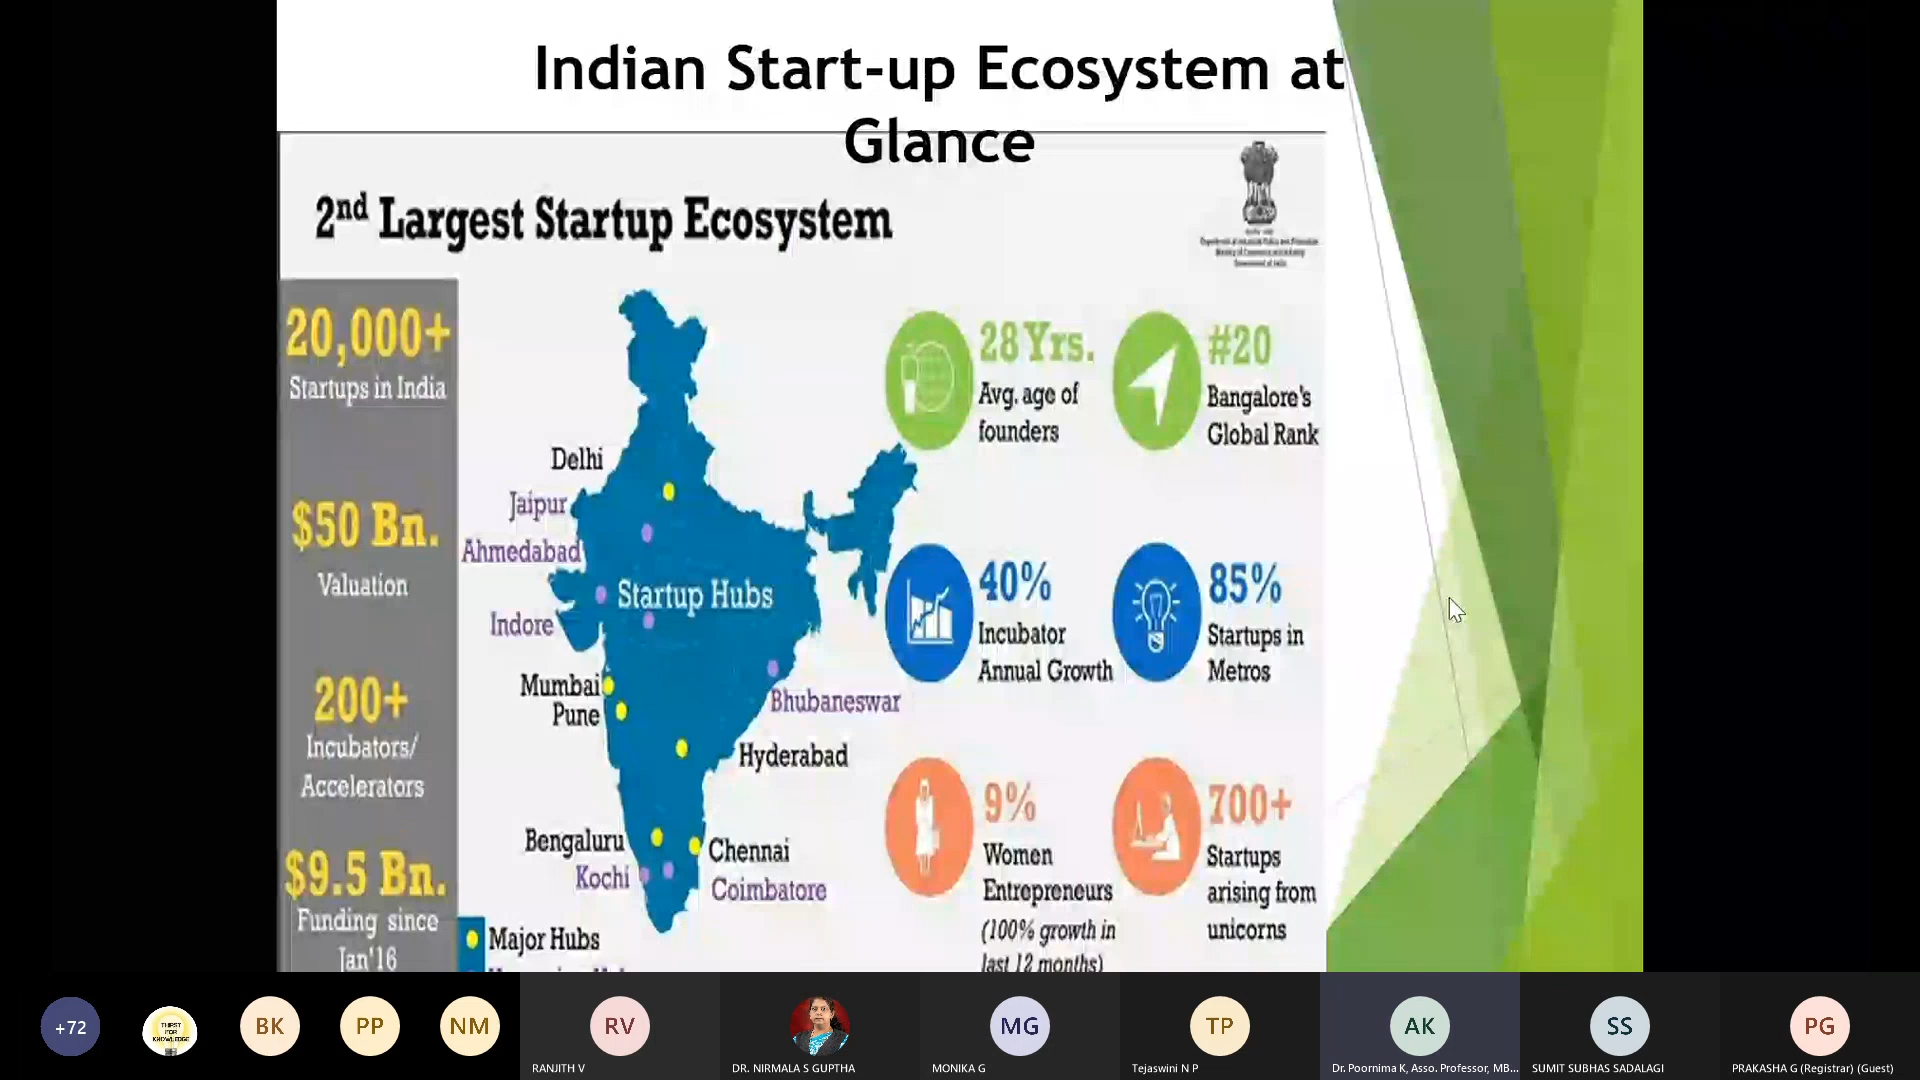 Indian Start-up Ecosystem at
Glance
2nd Largest Startup Ecosystem
20,000+
Startups in India
$50 Bn.
Valuation
200+
Incubators/
Accelerators
$9.5 Bn.
Funding since
Jan'16
Delhi
Jaipur
Ahmedabad
Startup Hubs
Indore
Mumbai
Pune
Bhubaneswar
Hyderabad
Bengaluru
Chennai
Kochi
Coimbatore
Major Hubs
28 Yrs.
Avg. age of
founders
#20
Bangalore's
Global Rank
40%
Incubator
Annual Growth
85%
Startups in
Metros
9%
Women
Entrepreneurs
(100% growth in
last 12 months)
700+
Startups
arising from
unicorns
+72
THIRST
FOR
KNOWLEDGE
BK
PP
NM
RV
RANJITH V
DR. NIRMALA S GUPTHA
MG
MONIKA G
TP
Tejaswini N P
AK
Dr. Poornima K, Asso. Professor, MB...
SS
SUMIT SUBHAS SADALAGI
PG
PRAKASHA G (Registrar) (Guest)